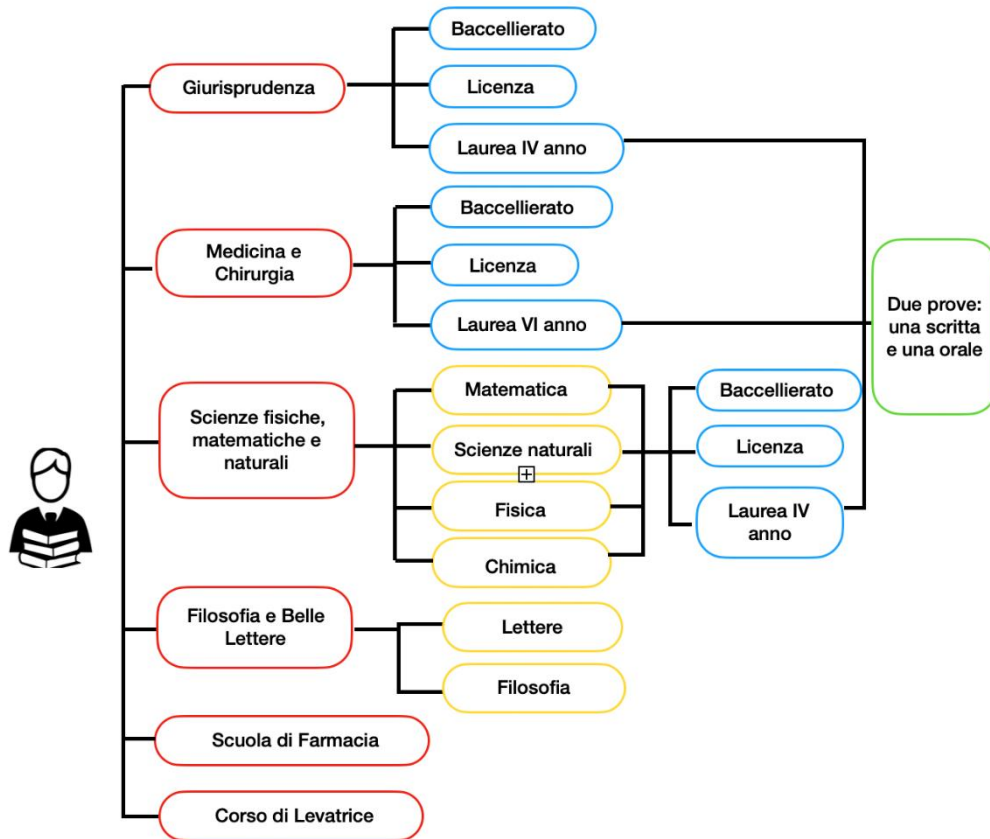 Baccellierato
Giurisprudenza
Licenza
Laurea IV anno
Baccellierato
Medicina e
Chirurgia
Licenza
Laurea VI anno
Due prove:
una scritta
e una orale
Scienze fisiche,
matematiche e
naturali
Matematica
Scienze naturali
Fisica
Chimica
Baccellierato
Licenza
Laurea IV
anno
Filosofia e Belle
Lettere
Lettere
Filosofia
Scuola di Farmacia
Corso di Levatrice